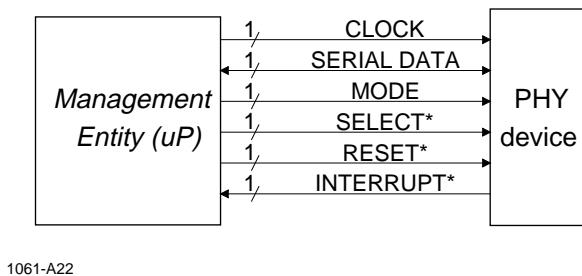 1 CLOCK
1 SERIAL DATA
1 MODE
1 SELECT*
1 RESET*
1 INTERRUPT*
Management
Entity (uP)
PHY
device
1061-A22